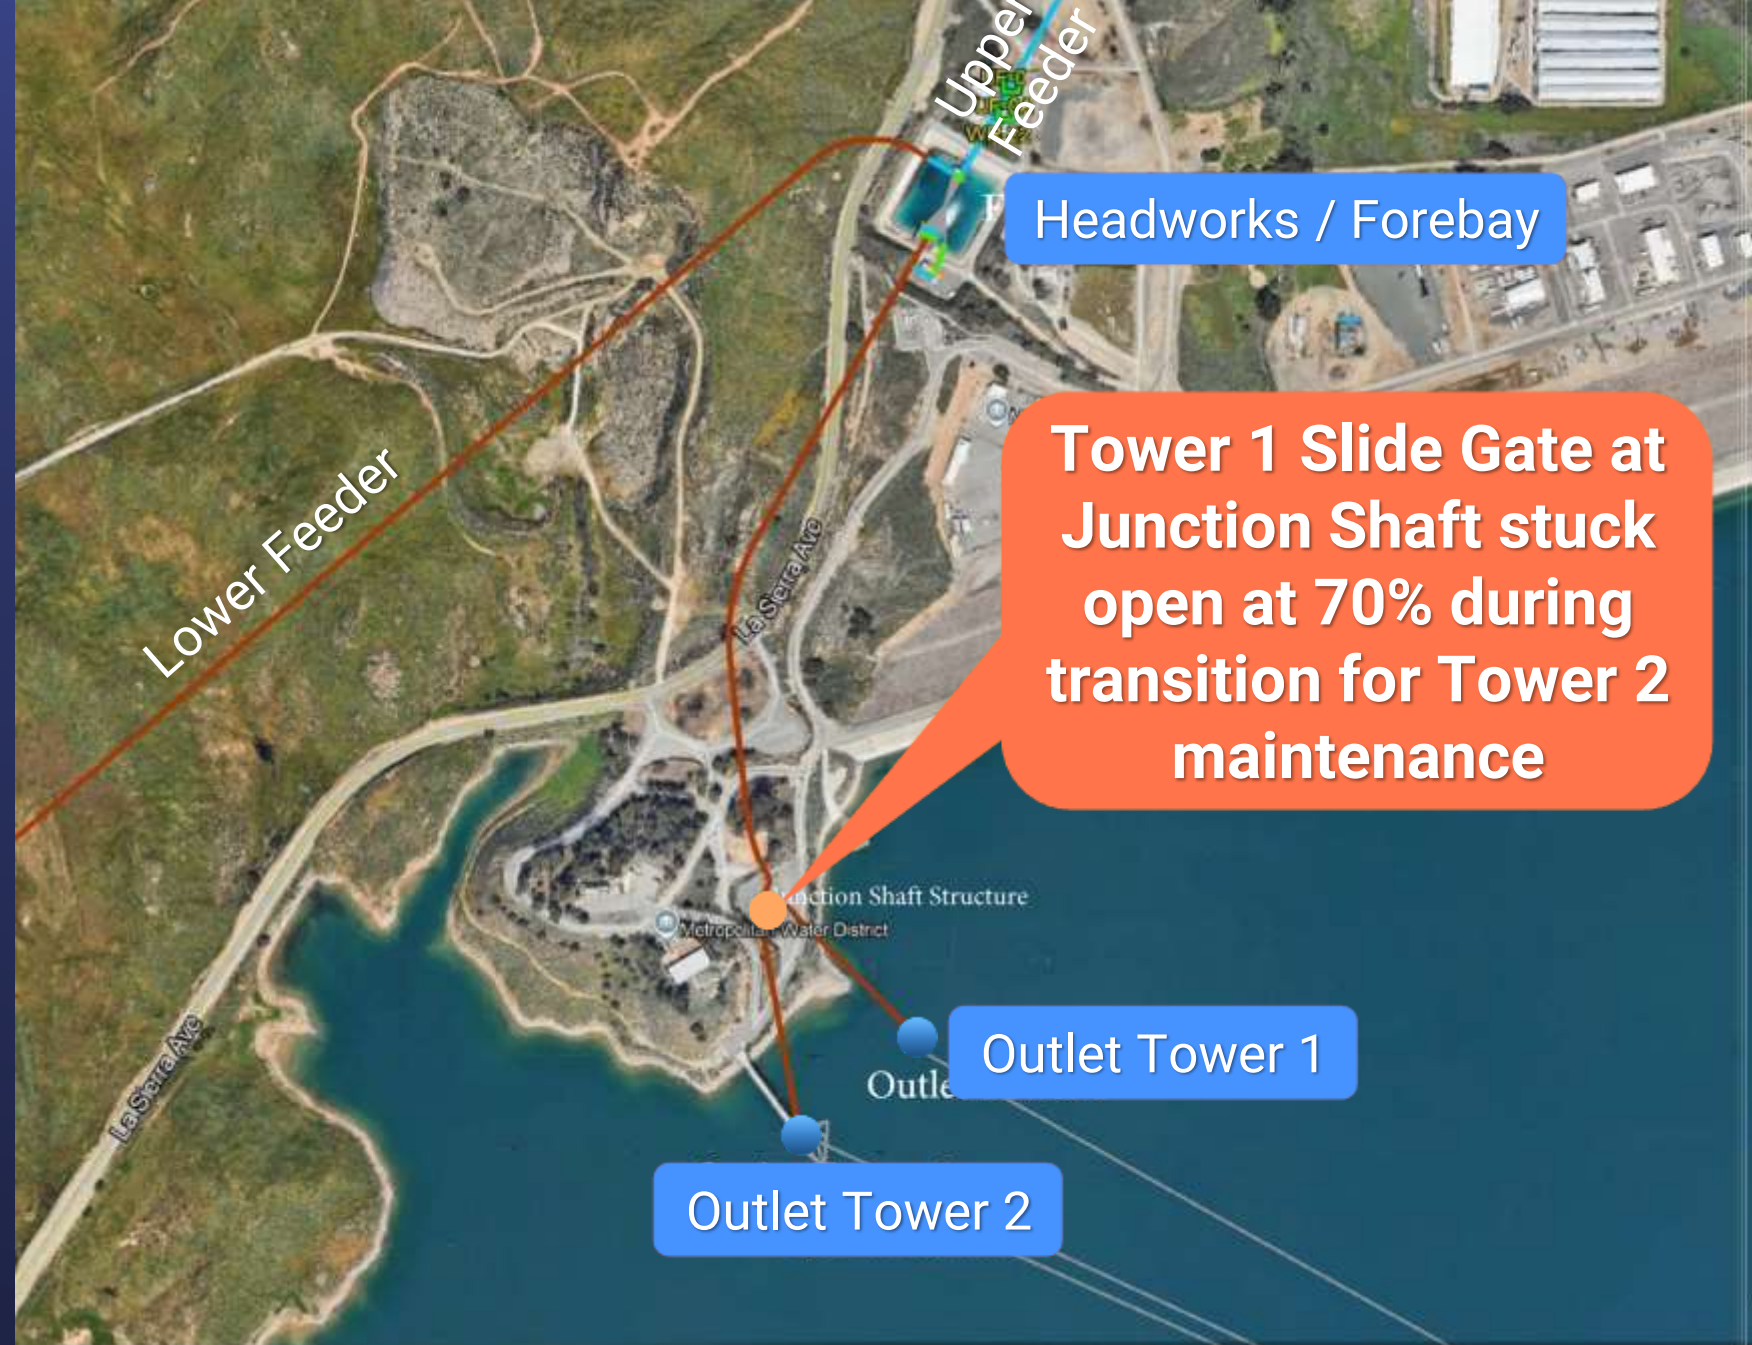 Upper
Feeder
Headworks / Forebay
Lower Feeder
Tower 1 Slide Gate at
Junction Shaft stuck
open at 70% during
transition for Tower 2
maintenance
La Sierra Ave
Junction Shaft Structure
Metropolitan Water District
Outlet Tower 1
La Sierra Ave
Outlet Tower 2